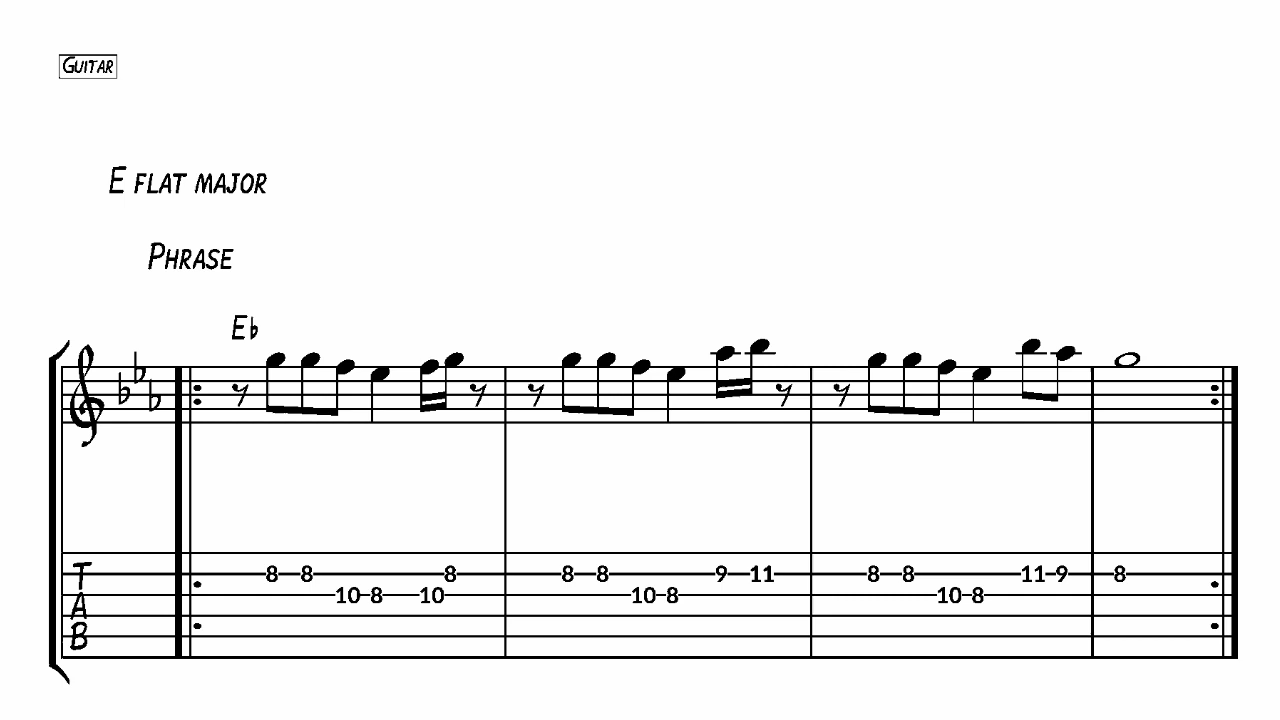 GUITAR
E FLAT MAJOR
PHRASE
E♭
T 8 8 8 8 8 9 11 8 8 11 9 8
A 10 8 10 10 8 10 8
B